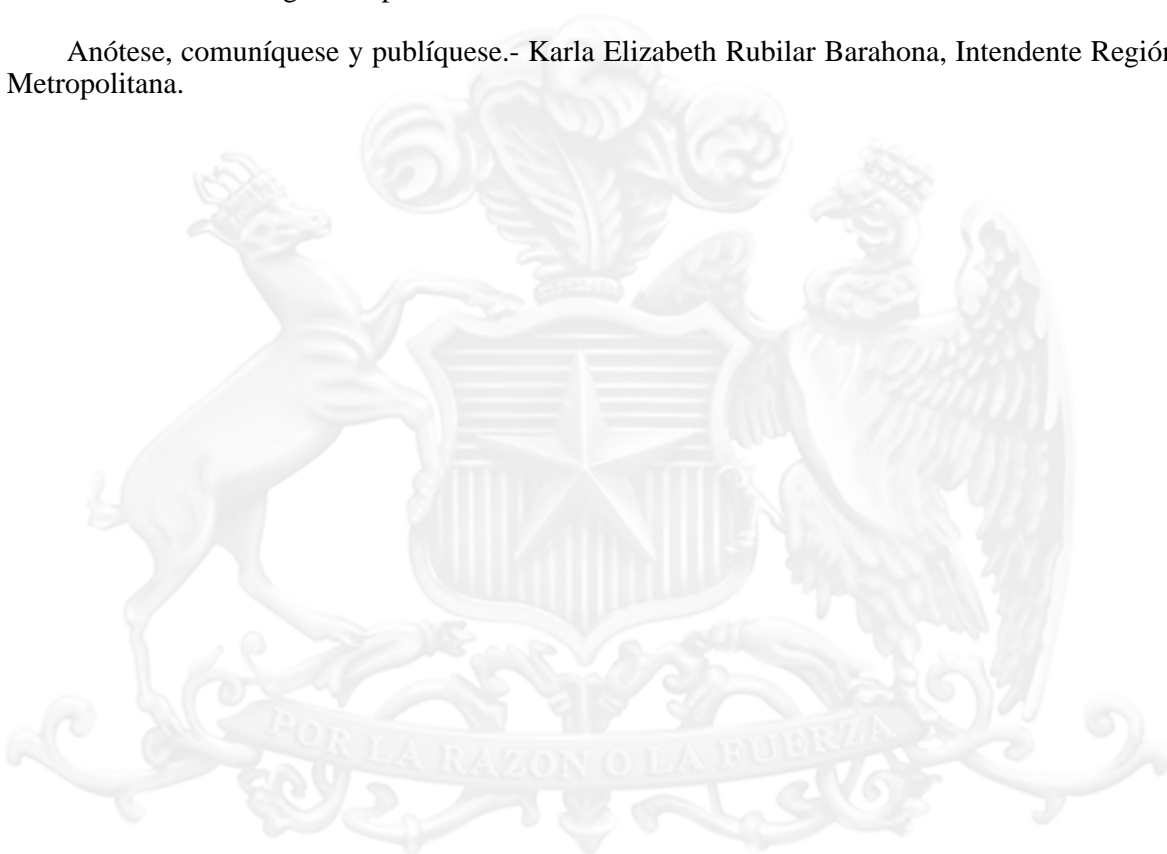 Anótese, comuníquese y publíquese.- Karla Elizabeth Rubilar Barahona, Intendente Región
Metropolitana.
POR LA RAZON O LA FUERZA